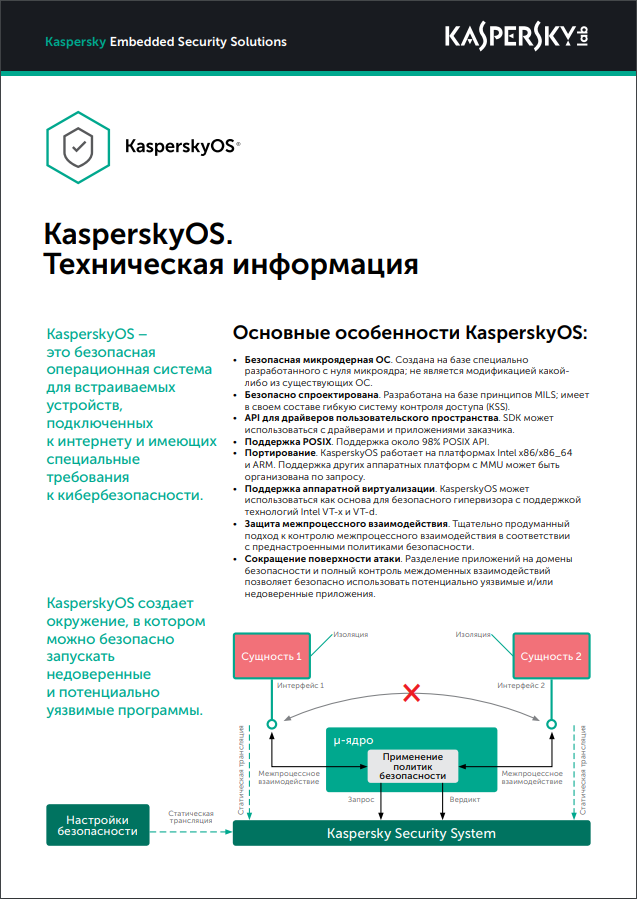 Kaspersky Embedded Security Solutions
KASPERSKY lab
KasperskyOS®
KasperskyOS.
Техническая информация
KasperskyOS –
это безопасная
операционная система
для встраиваемых
устройств,
подключенных
к интернету и имеющих
специальные
требования
к кибербезопасности.
KasperskyOS создает
окружение, в котором
можно безопасно
запускать
недоверенные
и потенциально
уязвимые программы.
Основные особенности KasperskyOS:
• Безопасная микроядерная ОС. Создана на базе специально
разработанного с нуля микроядра; не является модификацией какой-
либо из существующих ОС.
• Безопасно спроектирована. Разработана на базе принципов MILS; имеет
в своем составе гибкую систему контроля доступа (KSS).
• API для драйверов пользовательского пространства. SDK может
использоваться с драйверами и приложениями заказчика.
• Поддержка POSIX. Поддержка около 98% POSIX API.
• Портирование. KasperskyOS работает на платформах Intel x86/x86_64
и ARM. Поддержка других аппаратных платформ с MMU может быть
организована по запросу.
• Поддержка аппаратной виртуализации. KasperskyOS может
использоваться как основа для безопасного гипервизора с поддержкой
технологий Intel VT-x и VT-d.
• Защита межпроцессного взаимодействия. Тщательно продуманный
подход к контролю межпроцессного взаимодействия в соответствии
с преднастроенными политиками безопасности.
• Сокращение поверхности атаки. Разделение приложений на домены
безопасности и полный контроль междоменных взаимодействий
позволяет безопасно использовать потенциально уязвимые и/или
недоверенные приложения.
Сущность 1
Изоляция
Изоляция
Сущность 2
Интерфейс 1
Интерфейс 2
Статическая трансляция
μ-ядро
Применение
политик
безопасности
Межпроцессное
взаимодействие
Межпроцессное
взаимодействие
Статическая трансляция
Запрос
Вердикт
Настройки
безопасности
Статическая
трансляция
Kaspersky Security System